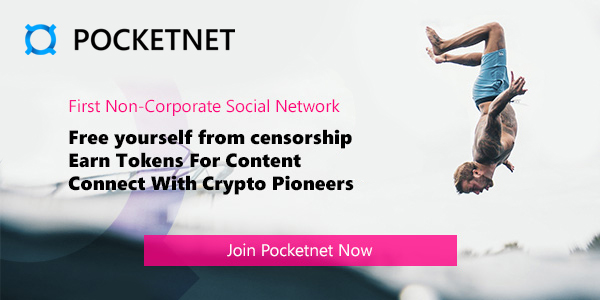 POCKETNET
First Non-Corporate Social Network
Free yourself from censorship
Earn Tokens For Content
Connect With Crypto Pioneers
Join Pocketnet Now